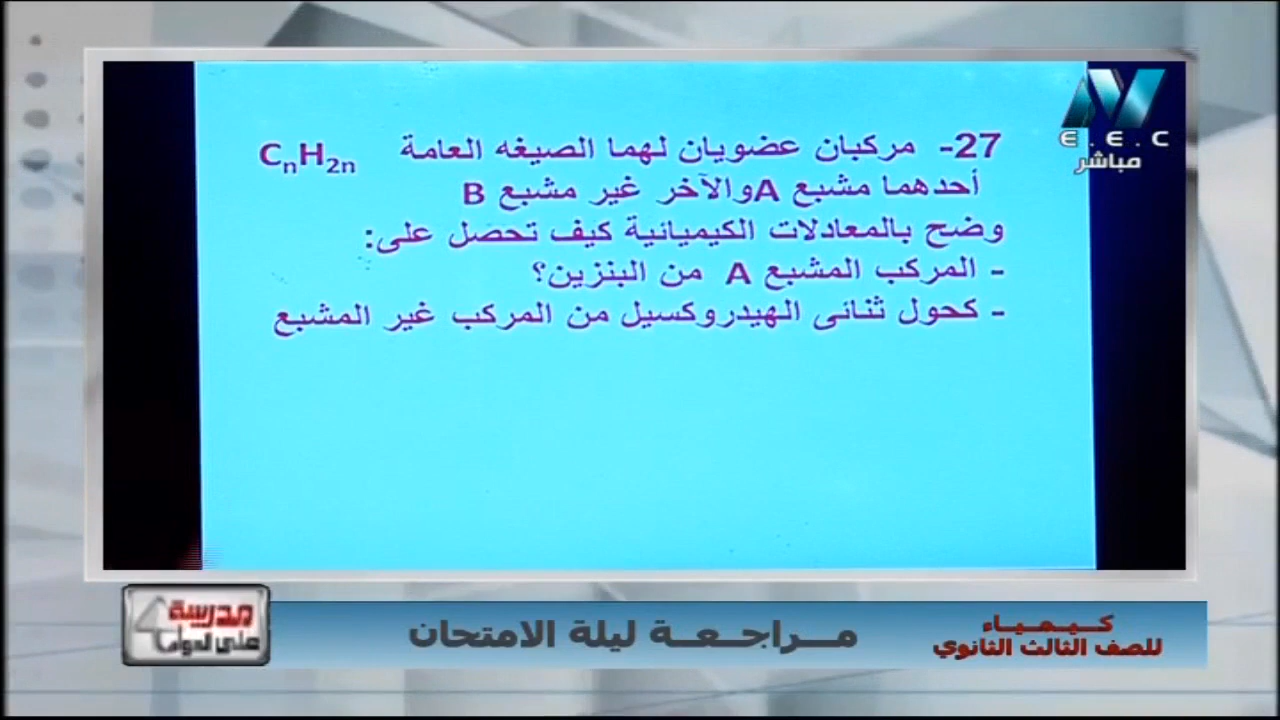 E.E.C
مباشر
27- مركبان عضويان لهما الصيغه العامة CnH2n
أحدهما مشبع A والآخر غير مشبع B
وضح بالمعادلات الكيميائية كيف تحصل على:
- المركب المشبع A من البنزين؟
- كحول ثنائى الهيدروكسيل من المركب غير المشبع
كيمياء
للصف الثالث الثانوي
مراجعة ليلة الامتحان
مدرسة
على الهواء